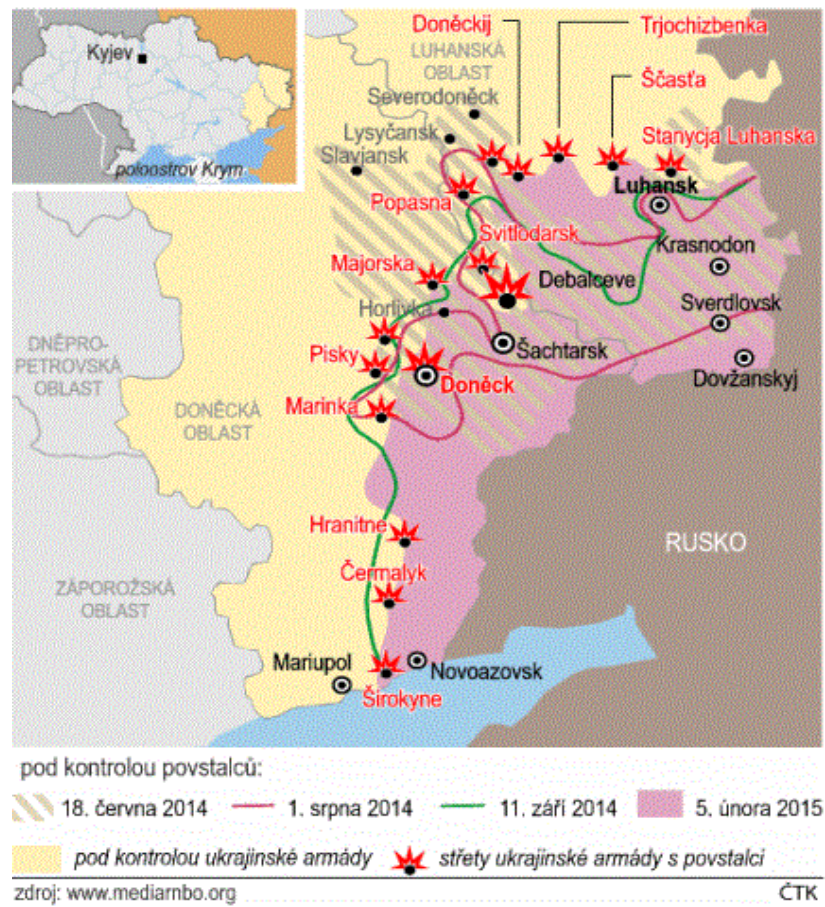 Kyjev
poloostrov Krym
Doněckij
Trjochizbenka
LUHANSKÁ
OBLAST
Ščasťa
Severodoněck
Lysyčansk
Stanycja Luhanska
Slavjansk
Luhansk
Popasna
Svitlodarsk
Krasnodon
Majorska
Debalceve
Horlivka
Sverdlovsk
DNĚPRO-
PETROVSKÁ
OBLAST
Pisky
Šachtarsk
Doněck
Dovžanskyj
Marinka
DONĚCKÁ
OBLAST
Hranitne
RUSKO
Čermalyk
ZÁPOROŽSKÁ
OBLAST
Mariupol
Novoazovsk
Širokyne
pod kontrolou povstalců:
18. června 2014
1. srpna 2014
11. září 2014
5. února 2015
pod kontrolou ukrajinské armády
střety ukrajinské armády s povstalci
zdroj: www.mediarnbo.org
ČTK